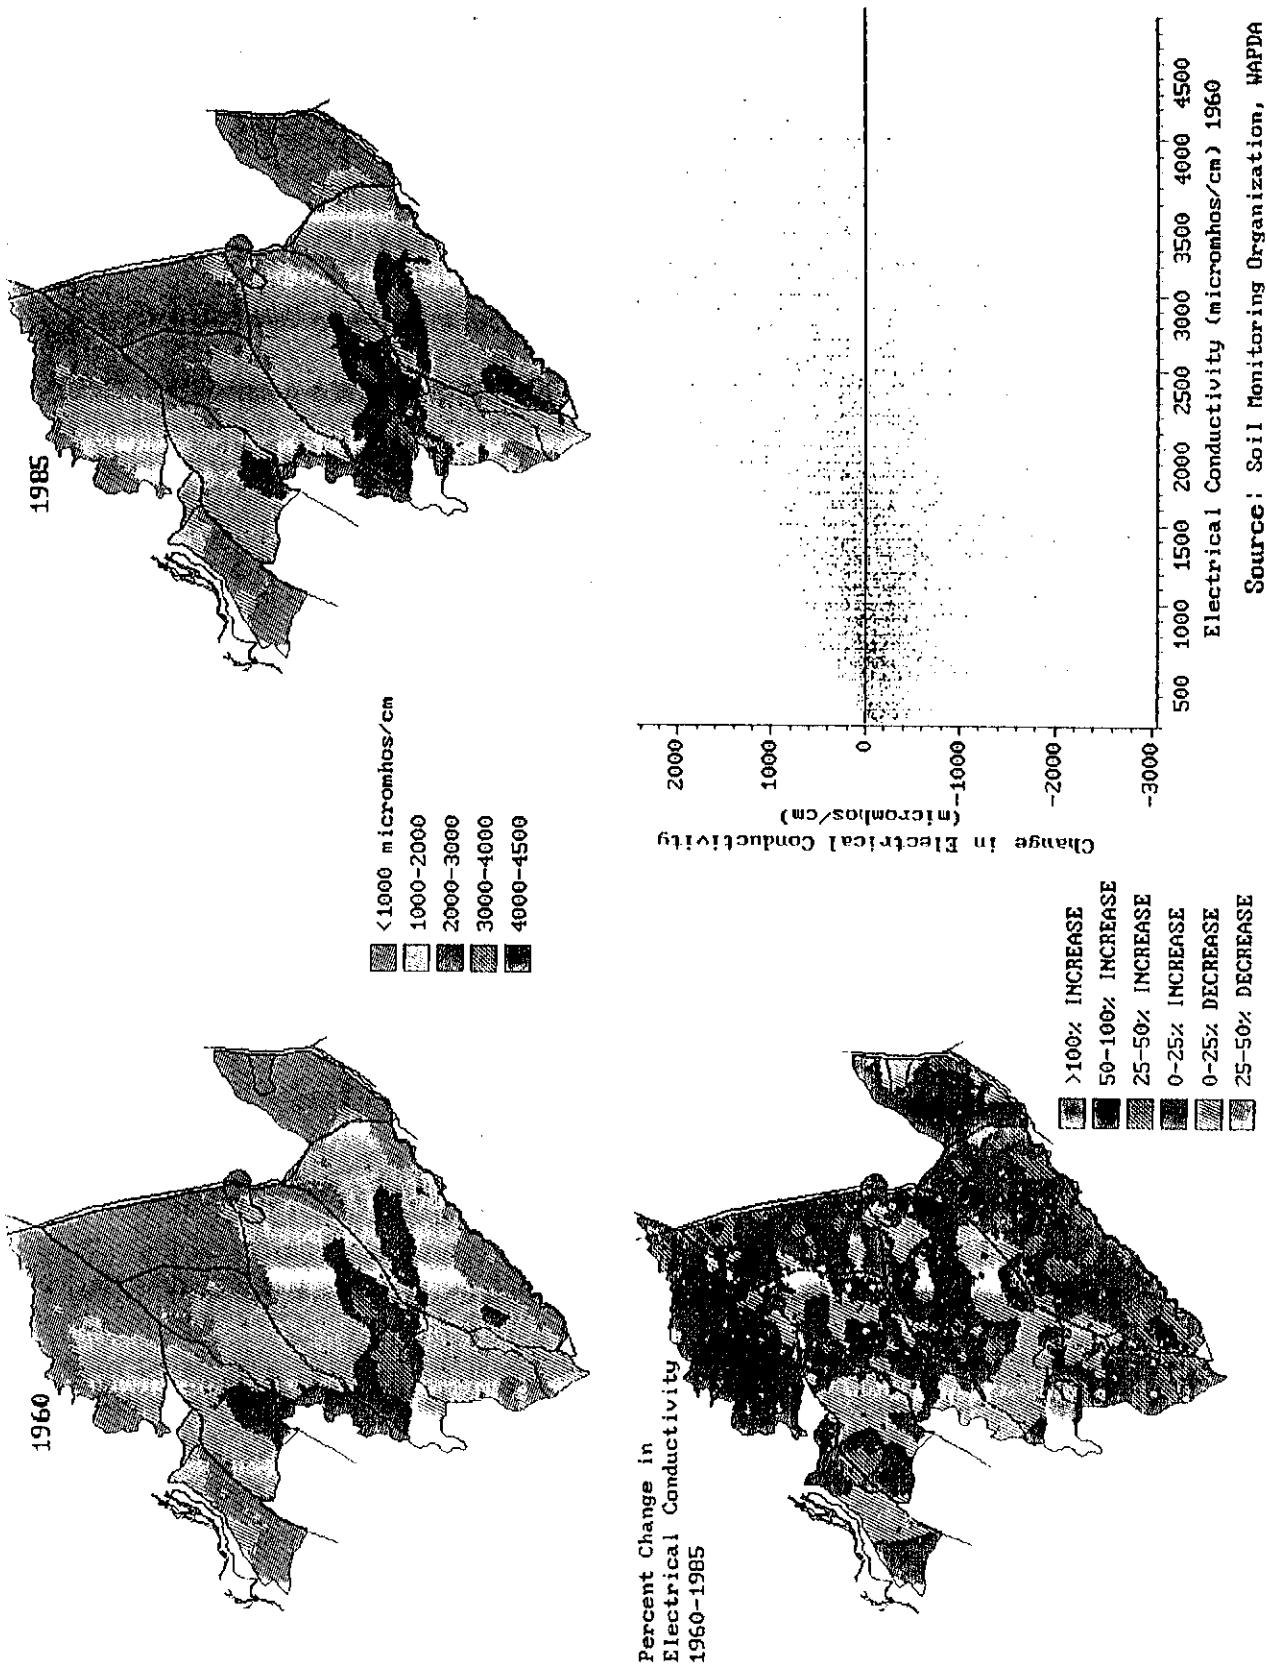 1960
1985
<1000 micromhos/cm
1000-2000
2000-3000
3000-4000
4000-4500
Percent Change in
Electrical Conductivity
1960-1985
>100% INCREASE
50-100% INCREASE
25-50% INCREASE
0-25% INCREASE
0-25% DECREASE
25-50% DECREASE
Change in Electrical Conductivity
(micromhos/cm)
2000
1000
0
-1000
-2000
-3000
500 1000 1500 2000 2500 3000 3500 4000 4500
Electrical Conductivity (micromhos/cm) 1960
Source: Soil Monitoring Organization, WAPDA